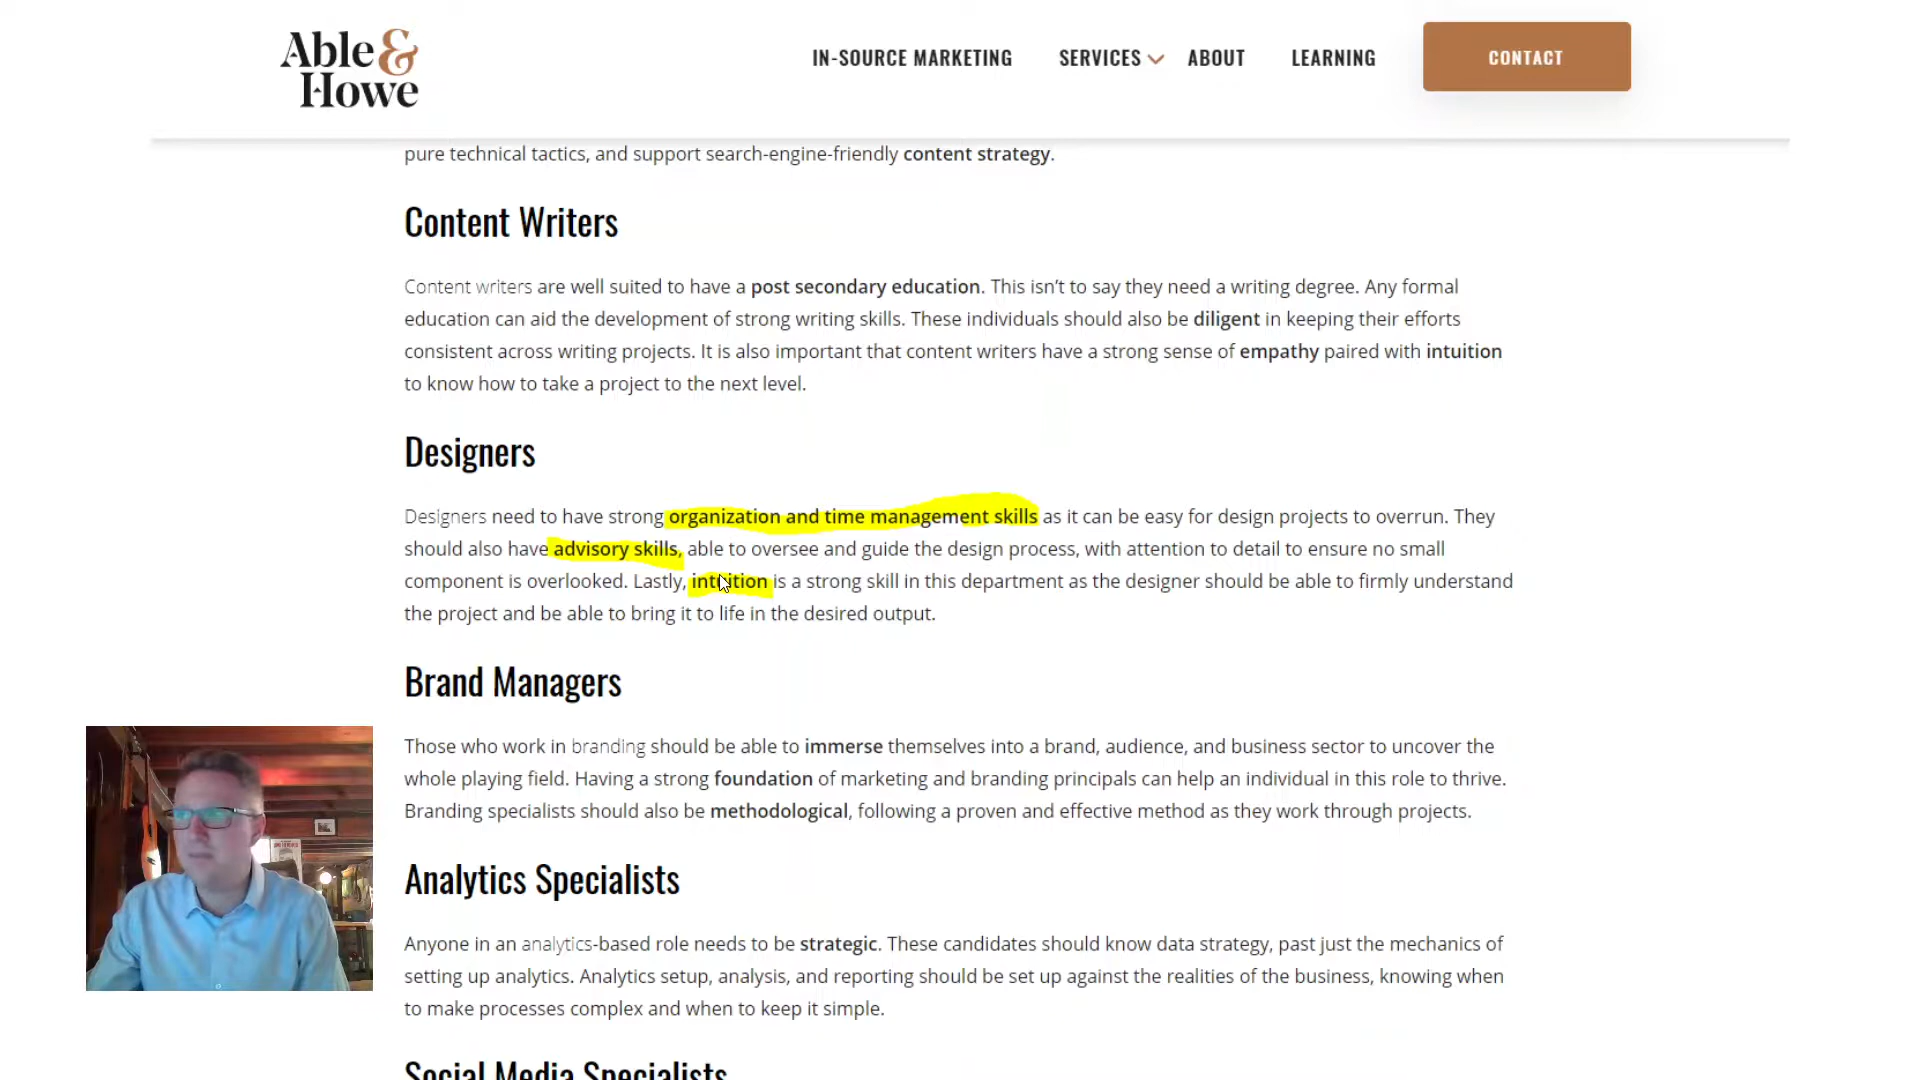 Able &
Howe
IN-SOURCE MARKETING
SERVICES
ABOUT
LEARNING
CONTACT
pure technical tactics, and support search-engine-friendly content strategy.
Content Writers
Content writers are well suited to have a post secondary education. This isn’t to say they need a writing degree. Any formal
education can aid the development of strong writing skills. These individuals should also be diligent in keeping their efforts
consistent across writing projects. It is also important that content writers have a strong sense of empathy paired with intuition
to know how to take a project to the next level.
Designers
Designers need to have strong organization and time management skills as it can be easy for design projects to overrun. They
should also have advisory skills, able to oversee and guide the design process, with attention to detail to ensure no small
component is overlooked. Lastly, intuition is a strong skill in this department as the designer should be able to firmly understand
the project and be able to bring it to life in the desired output.
Brand Managers
Those who work in branding should be able to immerse themselves into a brand, audience, and business sector to uncover the
whole playing field. Having a strong foundation of marketing and branding principals can help an individual in this role to thrive.
Branding specialists should also be methodological, following a proven and effective method as they work through projects.
Analytics Specialists
Anyone in an analytics-based role needs to be strategic. These candidates should know data strategy, past just the mechanics of
setting up analytics. Analytics setup, analysis, and reporting should be set up against the realities of the business, knowing when
to make processes complex and when to keep it simple.
Social Media Specialists